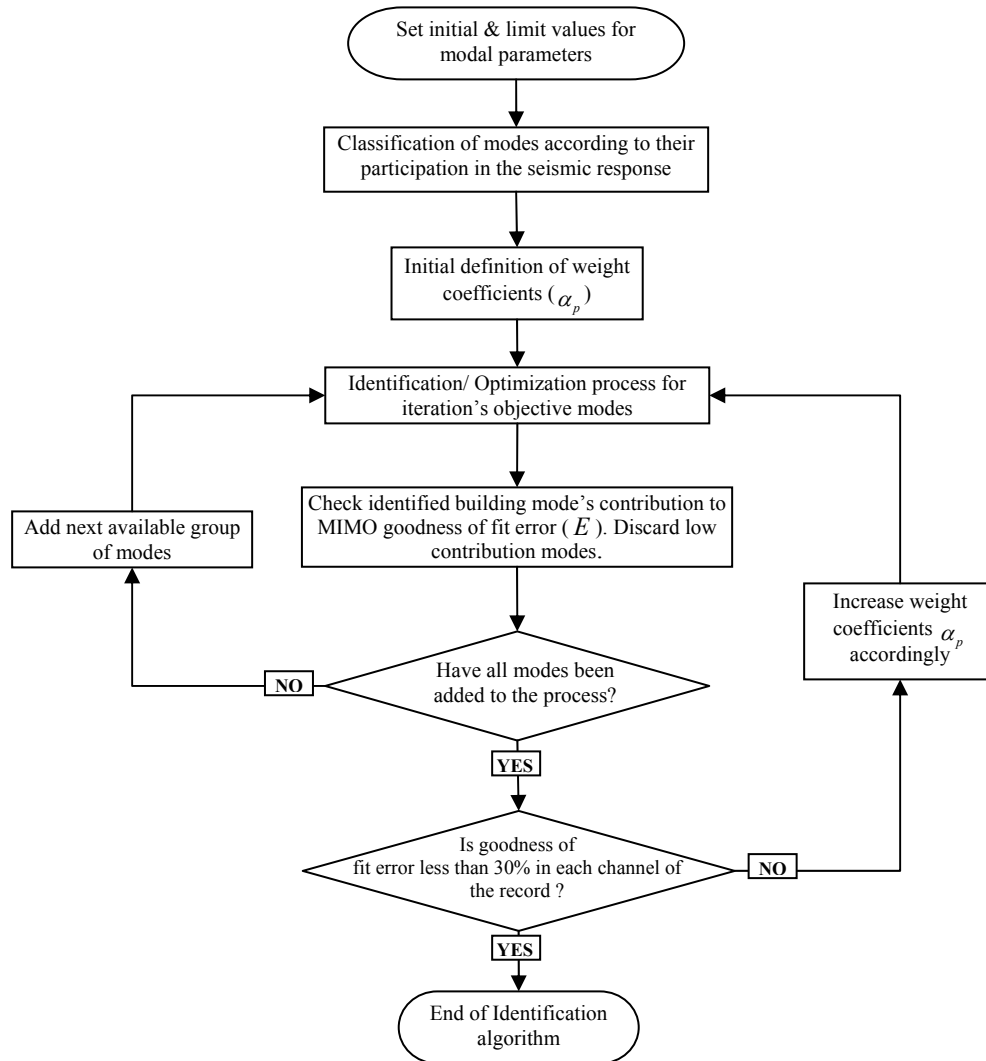 Set initial & limit values for
modal parameters
Classification of modes according to their
participation in the seismic response
Initial definition of weight
coefficients ( α_p )
Identification/ Optimization process for
iteration’s objective modes
Check identified building mode’s contribution to
MIMO goodness of fit error ( E ). Discard low
contribution modes.
Add next available group
of modes
Increase weight
coefficients α_p
accordingly
Have all modes been
added to the process?
NO
YES
Is goodness of
fit error less than 30% in each channel of
the record ?
NO
YES
End of Identification
algorithm